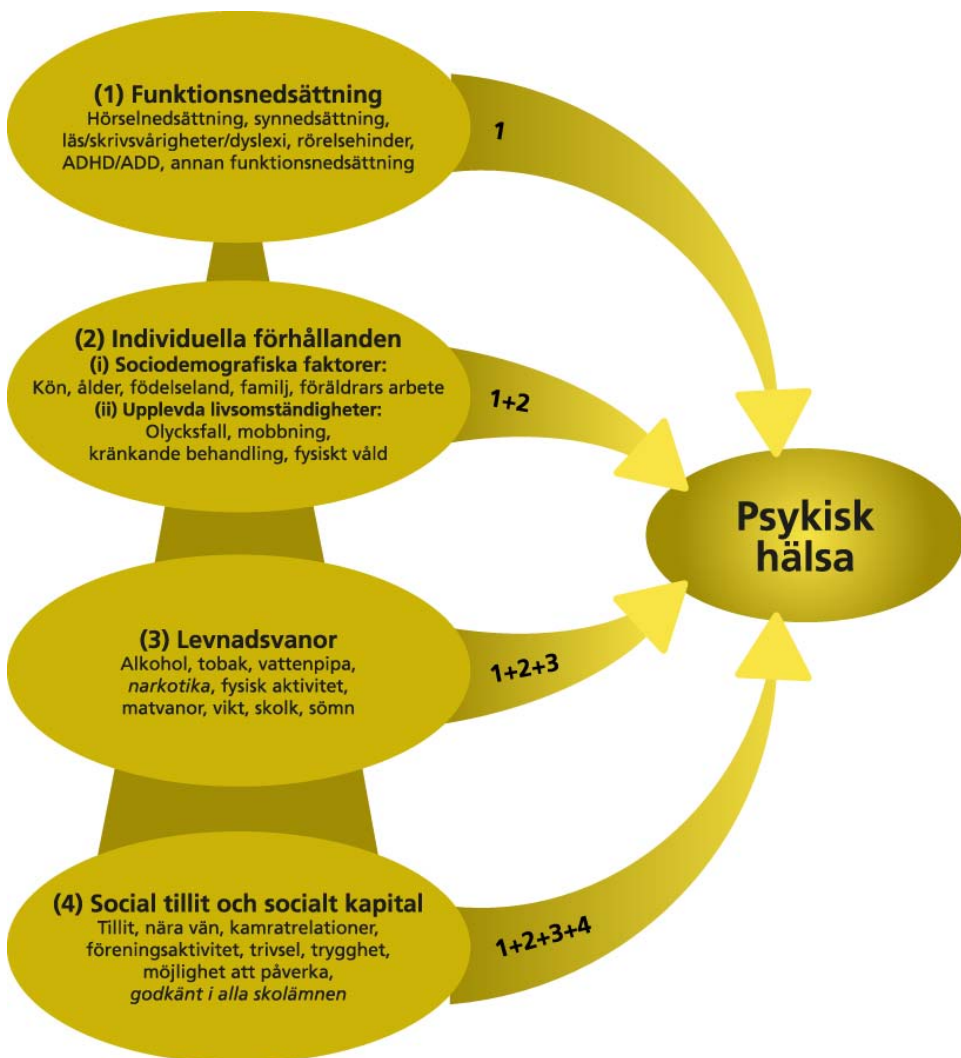 (1) Funktionsnedsättning
Hörselnedsättning, synnedsättning,
läs/skrivsvårigheter/dyslexi, rörelsehinder,
ADHD/ADD, annan funktionsnedsättning
1
(2) Individuella förhållanden
(i) Sociodemografiska faktorer:
Kön, ålder, födelseland, familj, föräldrars arbete
(ii) Upplevda livsomständigheter:
Olycksfall, mobbning,
kränkande behandling, fysiskt våld
1+2
Psykisk
hälsa
(3) Levnadsvanor
Alkohol, tobak, vattenpipa,
narkotika, fysisk aktivitet,
matvanor, vikt, skolk, sömn
1+2+3
(4) Social tillit och socialt kapital
Tillit, nära vän, kamratrelationer,
föreningsaktivitet, trivsel, trygghet,
möjlighet att påverka,
godkänt i alla skolämnen
1+2+3+4